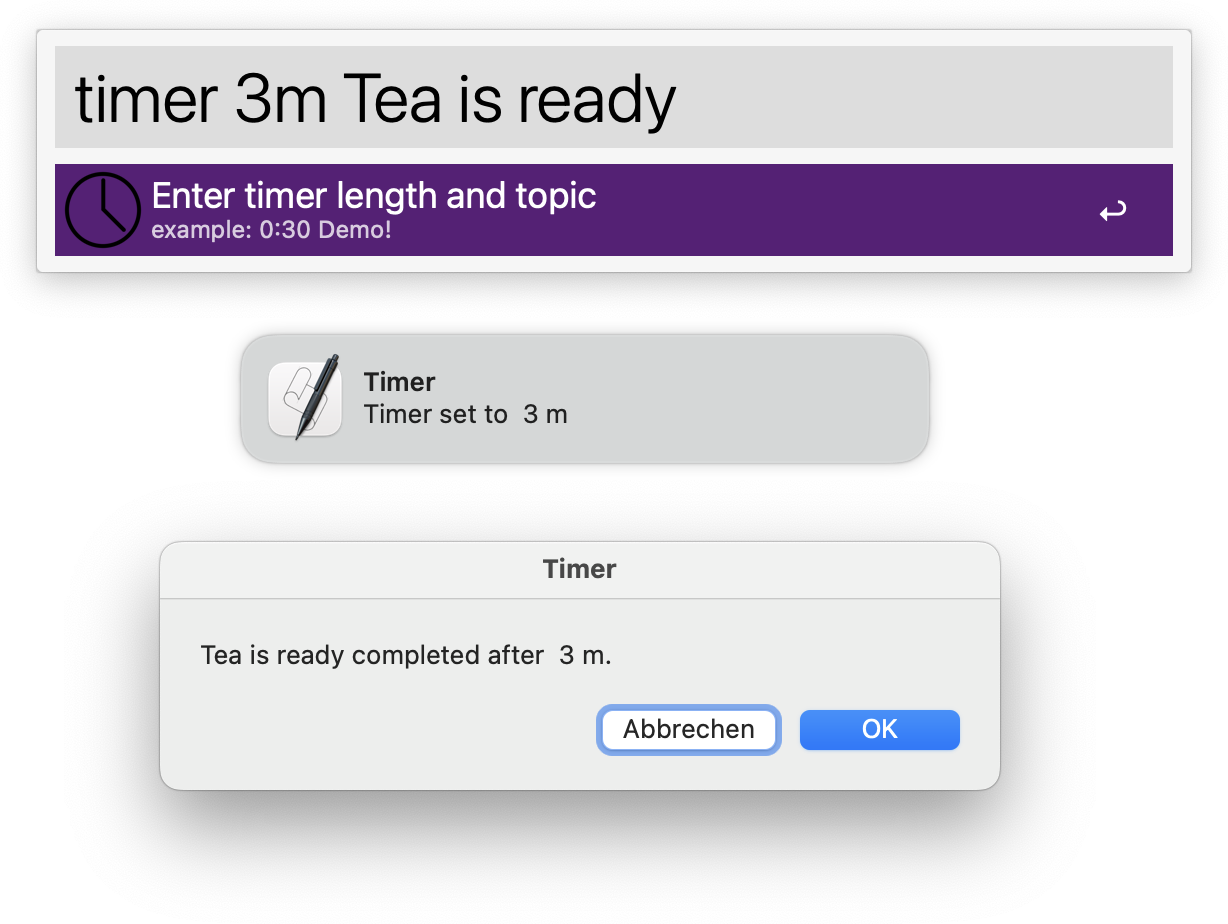 timer 3m Tea is ready
Enter timer length and topic
example: 0:30 Demo!
Timer
Timer set to  3 m
Timer
Tea is ready completed after  3 m.
Abbrechen
OK